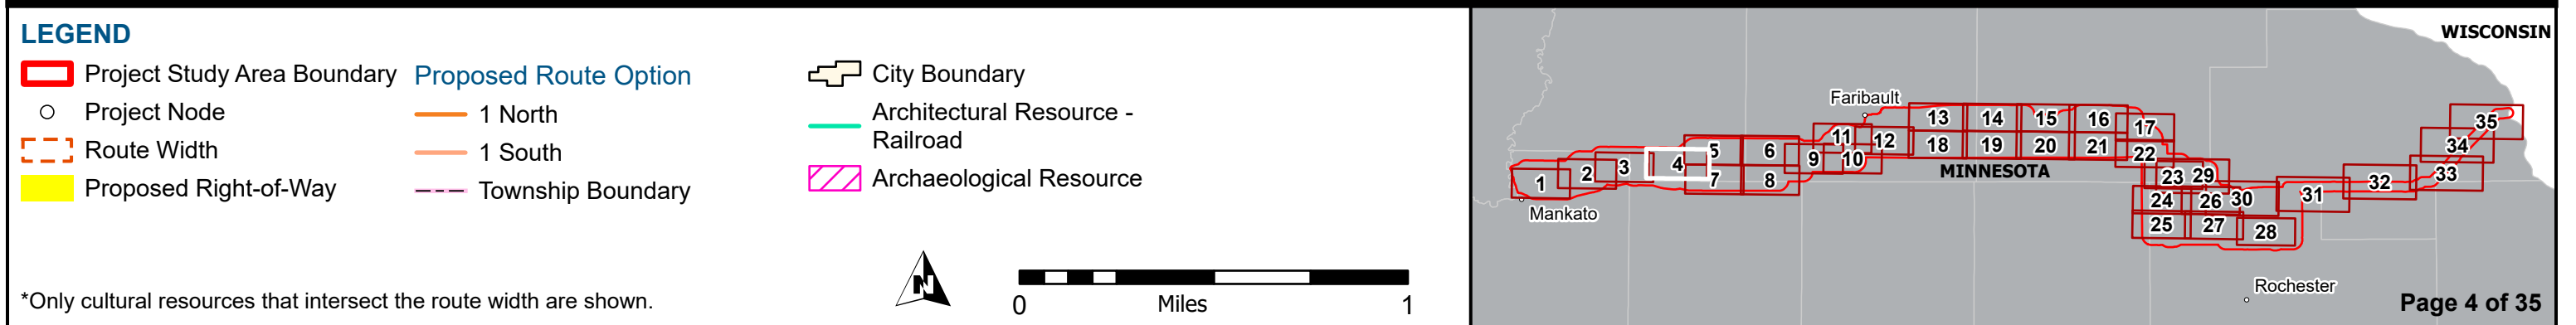 LEGEND
Project Study Area Boundary
Project Node
Route Width
Proposed Right-of-Way
Proposed Route Option
1 North
1 South
Township Boundary
City Boundary
Architectural Resource -
Railroad
Archaeological Resource
*Only cultural resources that intersect the route width are shown.
N
0
Miles
1
WISCONSIN
Faribault
MINNESOTA
Mankato
Rochester
1
2
3
4
5
6
7
8
9
10
11
12
13
14
15
16
17
18
19
20
21
22
23
29
24
26
30
25
27
28
31
32
33
34
35
Page 4 of 35